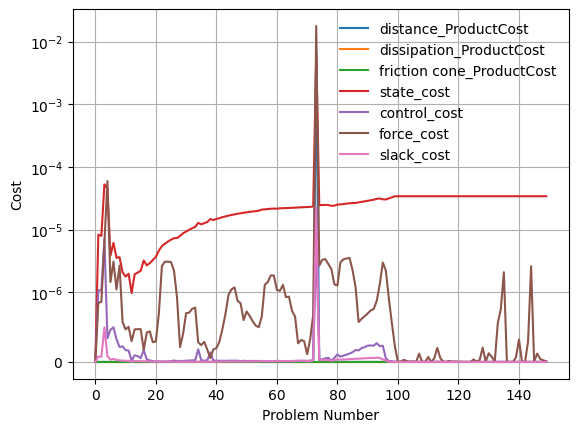 distance_ProductCost
dissipation_ProductCost
friction cone_ProductCost
state_cost
control_cost
force_cost
slack_cost
Cost
10⁻²
10⁻³
10⁻⁴
10⁻⁵
10⁻⁶
0
0 20 40 60 80 100 120 140
Problem Number